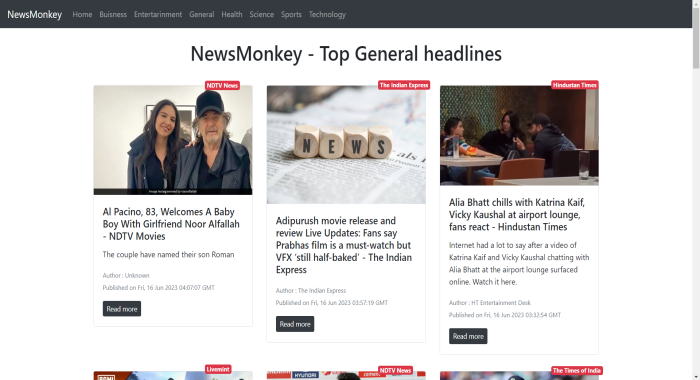 NewsMonkey Home Buisness Entertarinment General Health Science Sports Technology
NewsMonkey - Top General headlines
NDTV News
Al Pacino, 83, Welcomes A Baby
Boy With Girlfriend Noor Alfallah
- NDTV Movies
The couple have named their son Roman
Author : Unknown
Published on Fri, 16 Jun 2023 04:07:07 GMT
Read more
The Indian Express
NEWS
Adipurush movie release and
review Live Updates: Fans say
Prabhas film is a must-watch but
VFX 'still half-baked' - The Indian
Express
Author : The Indian Express
Published on Fri, 16 Jun 2023 03:57:19 GMT
Read more
Hindustan Times
Alia Bhatt chills with Katrina Kaif,
Vicky Kaushal at airport lounge,
fans react - Hindustan Times
Internet had a lot to say after a video of
Katrina Kaif and Vicky Kaushal chatting with
Alia Bhatt at the airport lounge surfaced
online. Watch it here.
Author : HT Entertainment Desk
Published on Fri, 16 Jun 2023 03:32:54 GMT
Read more
Livemint
NDTV News
HYUNDAI
The Times of India